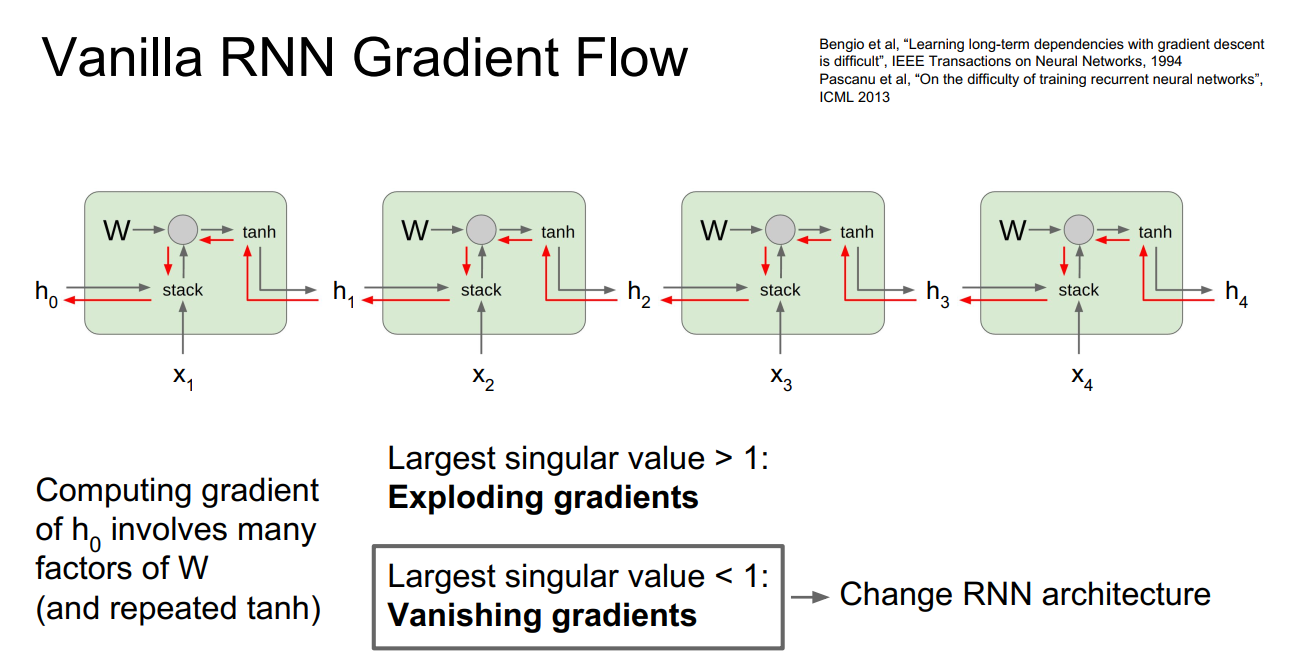 Vanilla RNN Gradient Flow
Bengio et al, “Learning long-term dependencies with gradient descent
is difficult”, IEEE Transactions on Neural Networks, 1994
Pascanu et al, “On the difficulty of training recurrent neural networks”,
ICML 2013
W tanh W tanh W tanh W tanh
h0 stack h1 stack h2 stack h3 stack h4
x1 x2 x3 x4
Computing gradient
of h0 involves many
factors of W
(and repeated tanh)
Largest singular value > 1:
Exploding gradients
Largest singular value < 1:
Vanishing gradients
Change RNN architecture